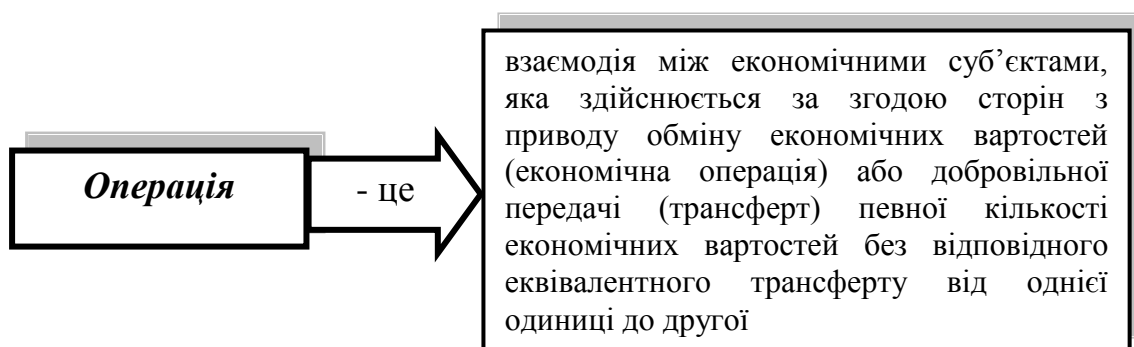 Операція
- це
взаємодія між економічними суб’єктами,
яка здійснюється за згодою сторін з
приводу обміну економічних вартостей
(економічна операція) або добровільної
передачі (трансферт) певної кількості
економічних вартостей без відповідного
еквівалентного трансферту від однієї
одиниці до другої